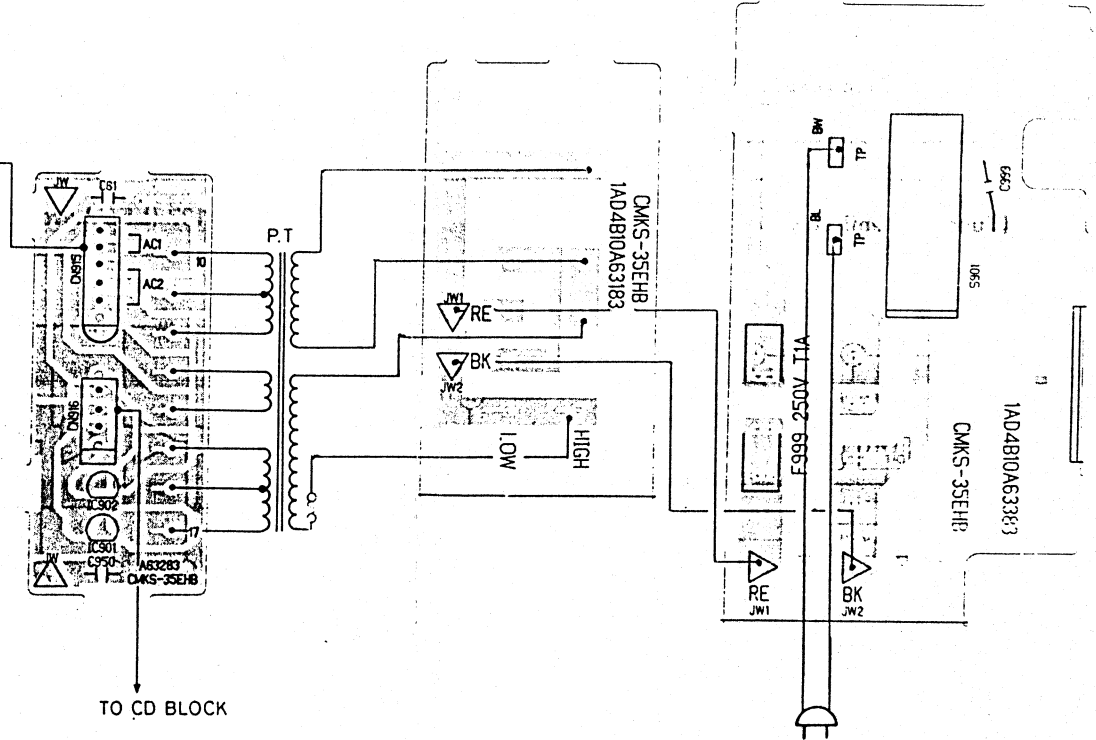 JW
C61
CN915
AC1
AC2
10
CN916
IC902
IC901
17
JW
C950
A63283
CMKS-35EHB
TO CD BLOCK
P.T
CMKS-35EHB
1AD4B10A63183
JW1
RE
BK
JW2
LOW
HIGH
BW
TP
BL
TP
C999
S901
F999 250V T1A
CMKS-35EHB
1AD4B10A63383
RE
JW1
BK
JW2